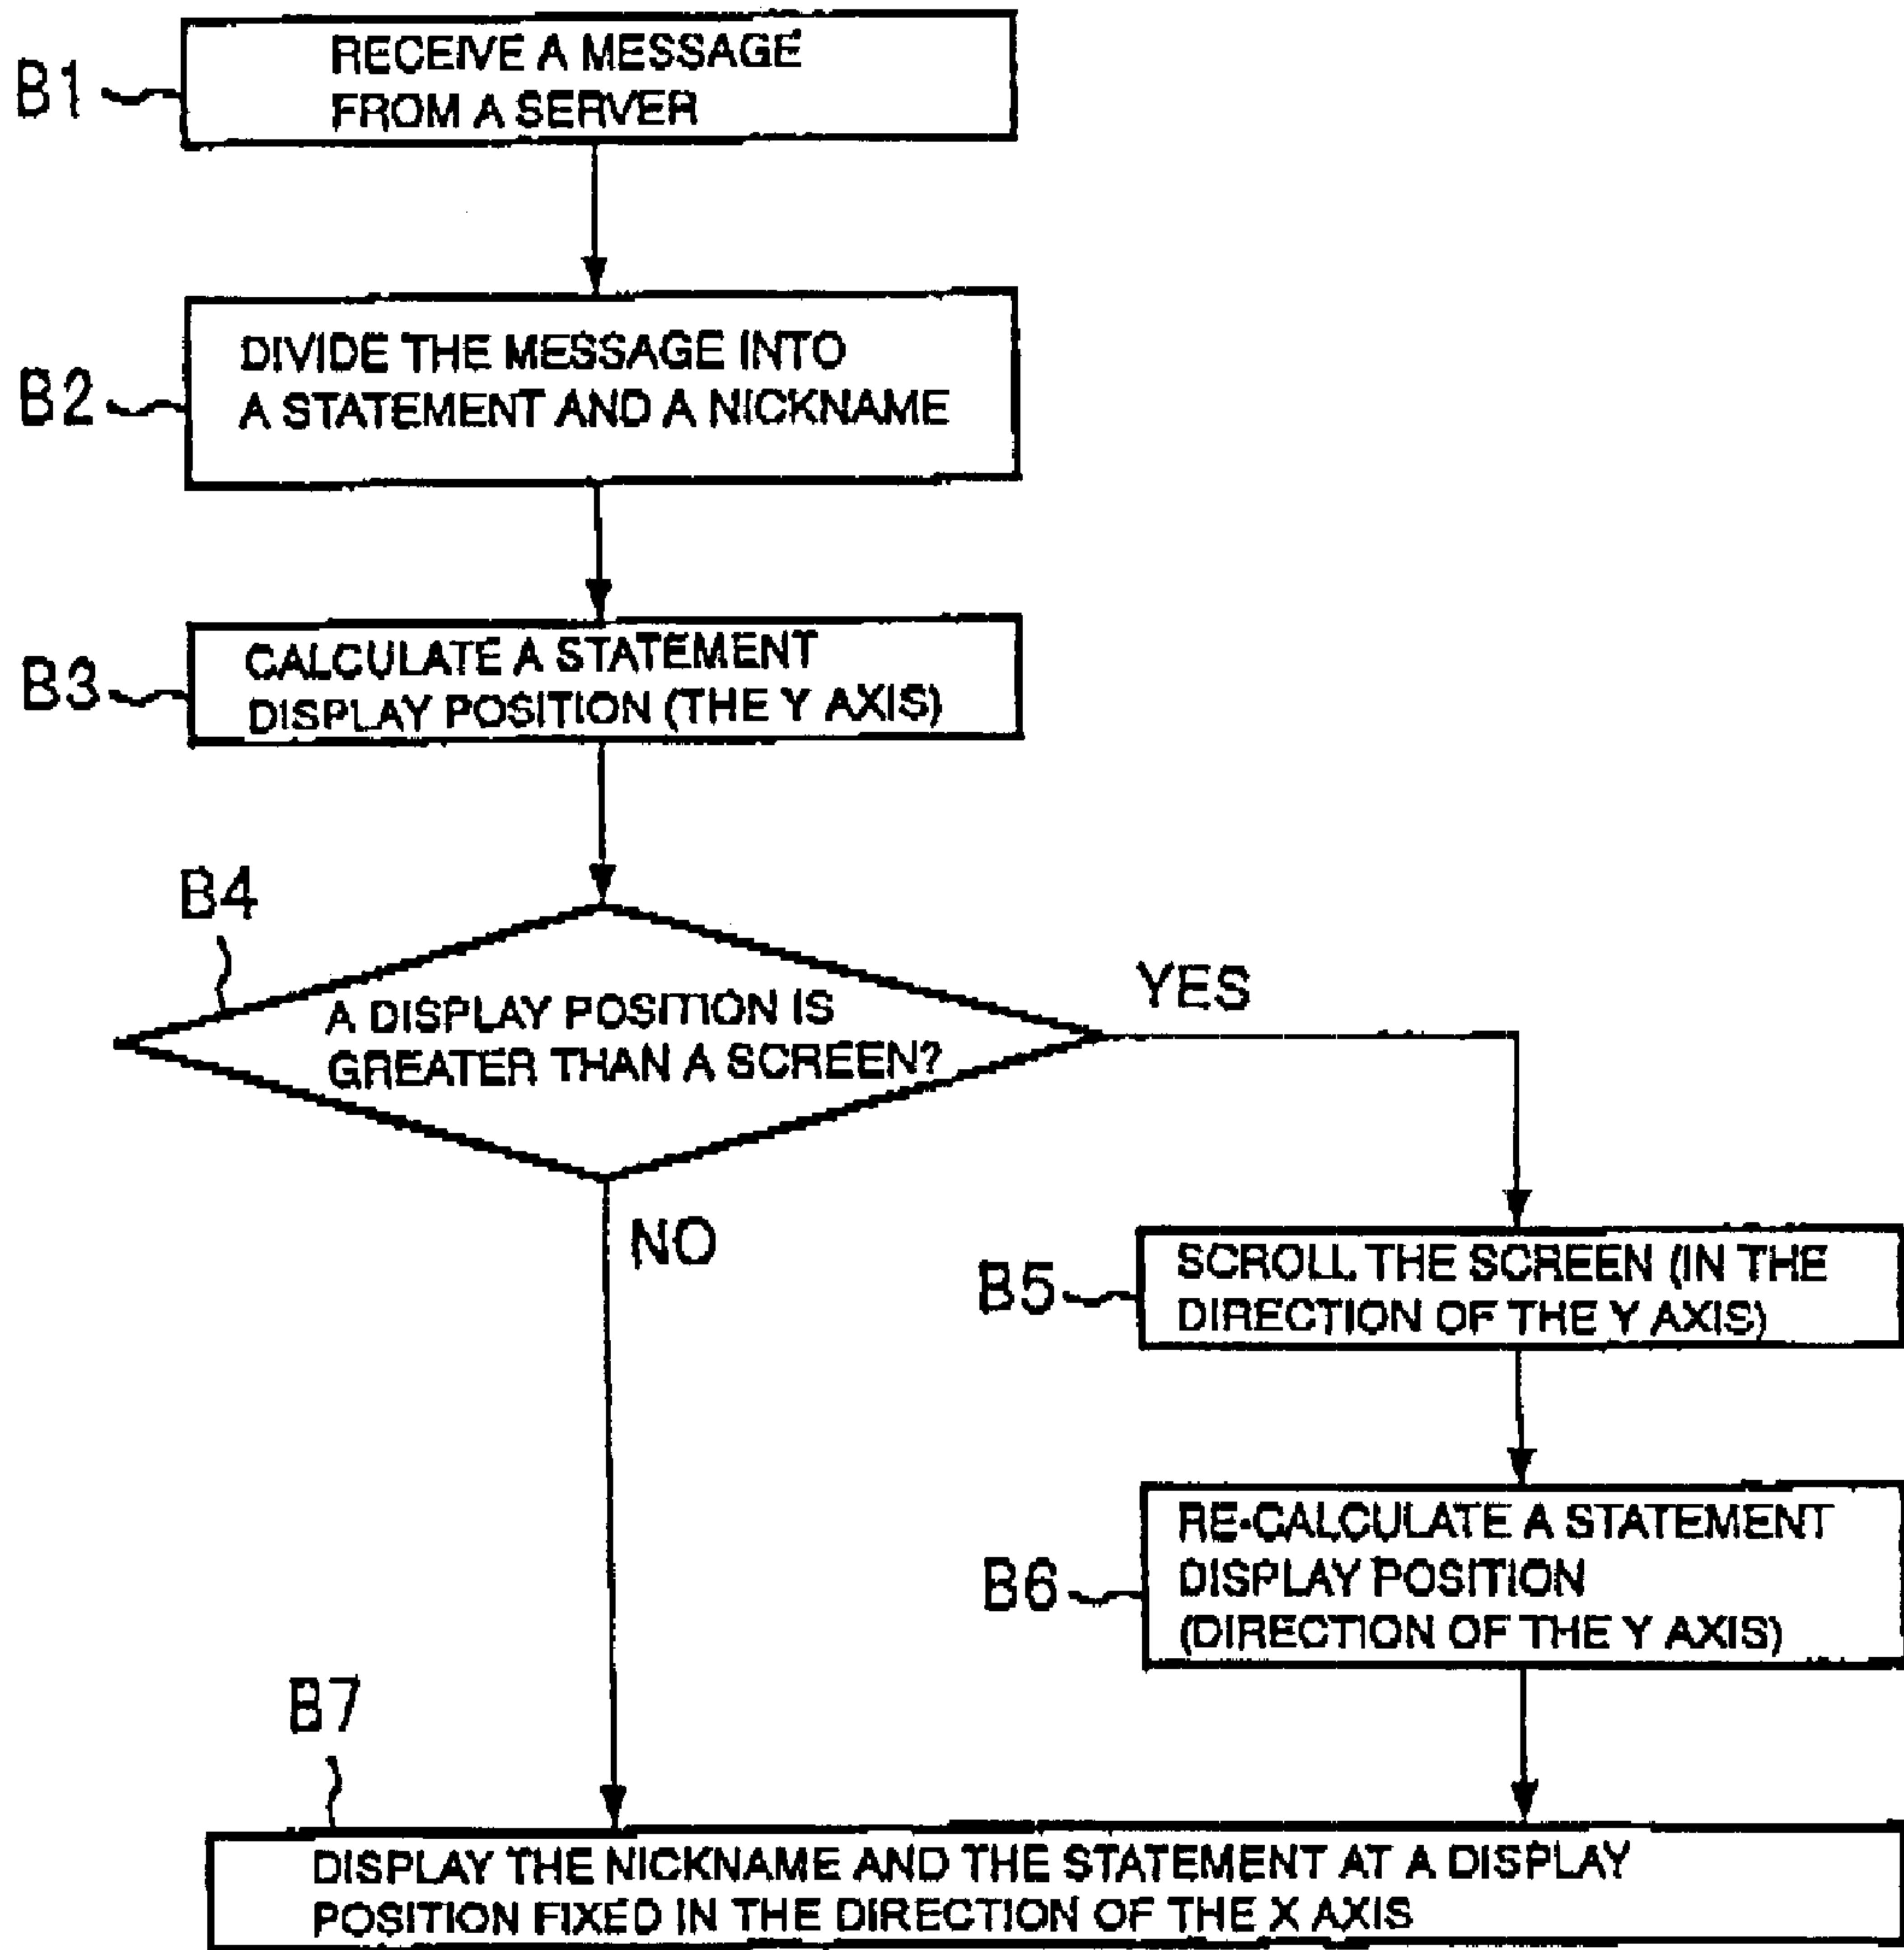 B1
RECEIVE A MESSAGE
FROM A SERVER
B2
DIVIDE THE MESSAGE INTO
A STATEMENT AND A NICKNAME
B3
CALCULATE A STATEMENT
DISPLAY POSITION (THE Y AXIS)
B4
A DISPLAY POSITION IS
GREATER THAN A SCREEN?
YES
NO
B5
SCROLL THE SCREEN (IN THE
DIRECTION OF THE Y AXIS)
B6
RE-CALCULATE A STATEMENT
DISPLAY POSITION
(DIRECTION OF THE Y AXIS)
B7
DISPLAY THE NICKNAME AND THE STATEMENT AT A DISPLAY
POSITION FIXED IN THE DIRECTION OF THE X AXIS